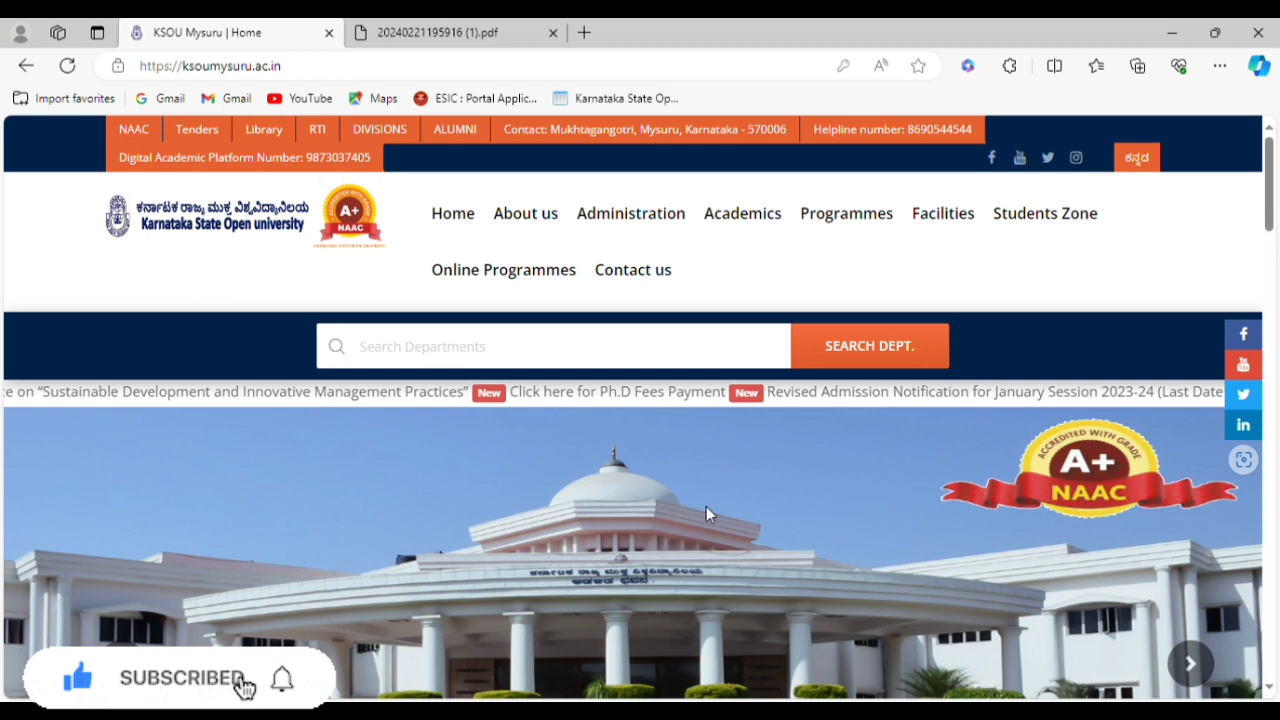 KSOU Mysuru | Home
20240221195916 (1).pdf
https://ksoumysuru.ac.in
Import favorites
Gmail
Gmail
YouTube
Maps
ESIC : Portal Applic...
Karnataka State Op...
NAAC Tenders Library RTI DIVISIONS ALUMNI Contact: Mukhtagangotri, Mysuru, Karnataka - 570006 Helpline number: 8690544544
Digital Academic Platform Number: 9873037405
ಕನ್ನಡ
ಕರ್ನಾಟಕ ರಾಜ್ಯ ಮುಕ್ತ ವಿಶ್ವವಿದ್ಯಾನಿಲಯ
Karnataka State Open university
A+
NAAC
Home About us Administration Academics Programmes Facilities Students Zone
Online Programmes Contact us
Search Departments
SEARCH DEPT.
ce on “Sustainable Development and Innovative Management Practices” New Click here for Ph.D Fees Payment New Revised Admission Notification for January Session 2023-24 (Last Date
ACCREDITED WITH GRADE
A+
NAAC
ಕರ್ನಾಟಕ ರಾಜ್ಯ ಮುಕ್ತ ವಿಶ್ವವಿದ್ಯಾನಿಲಯ
SUBSCRIBED